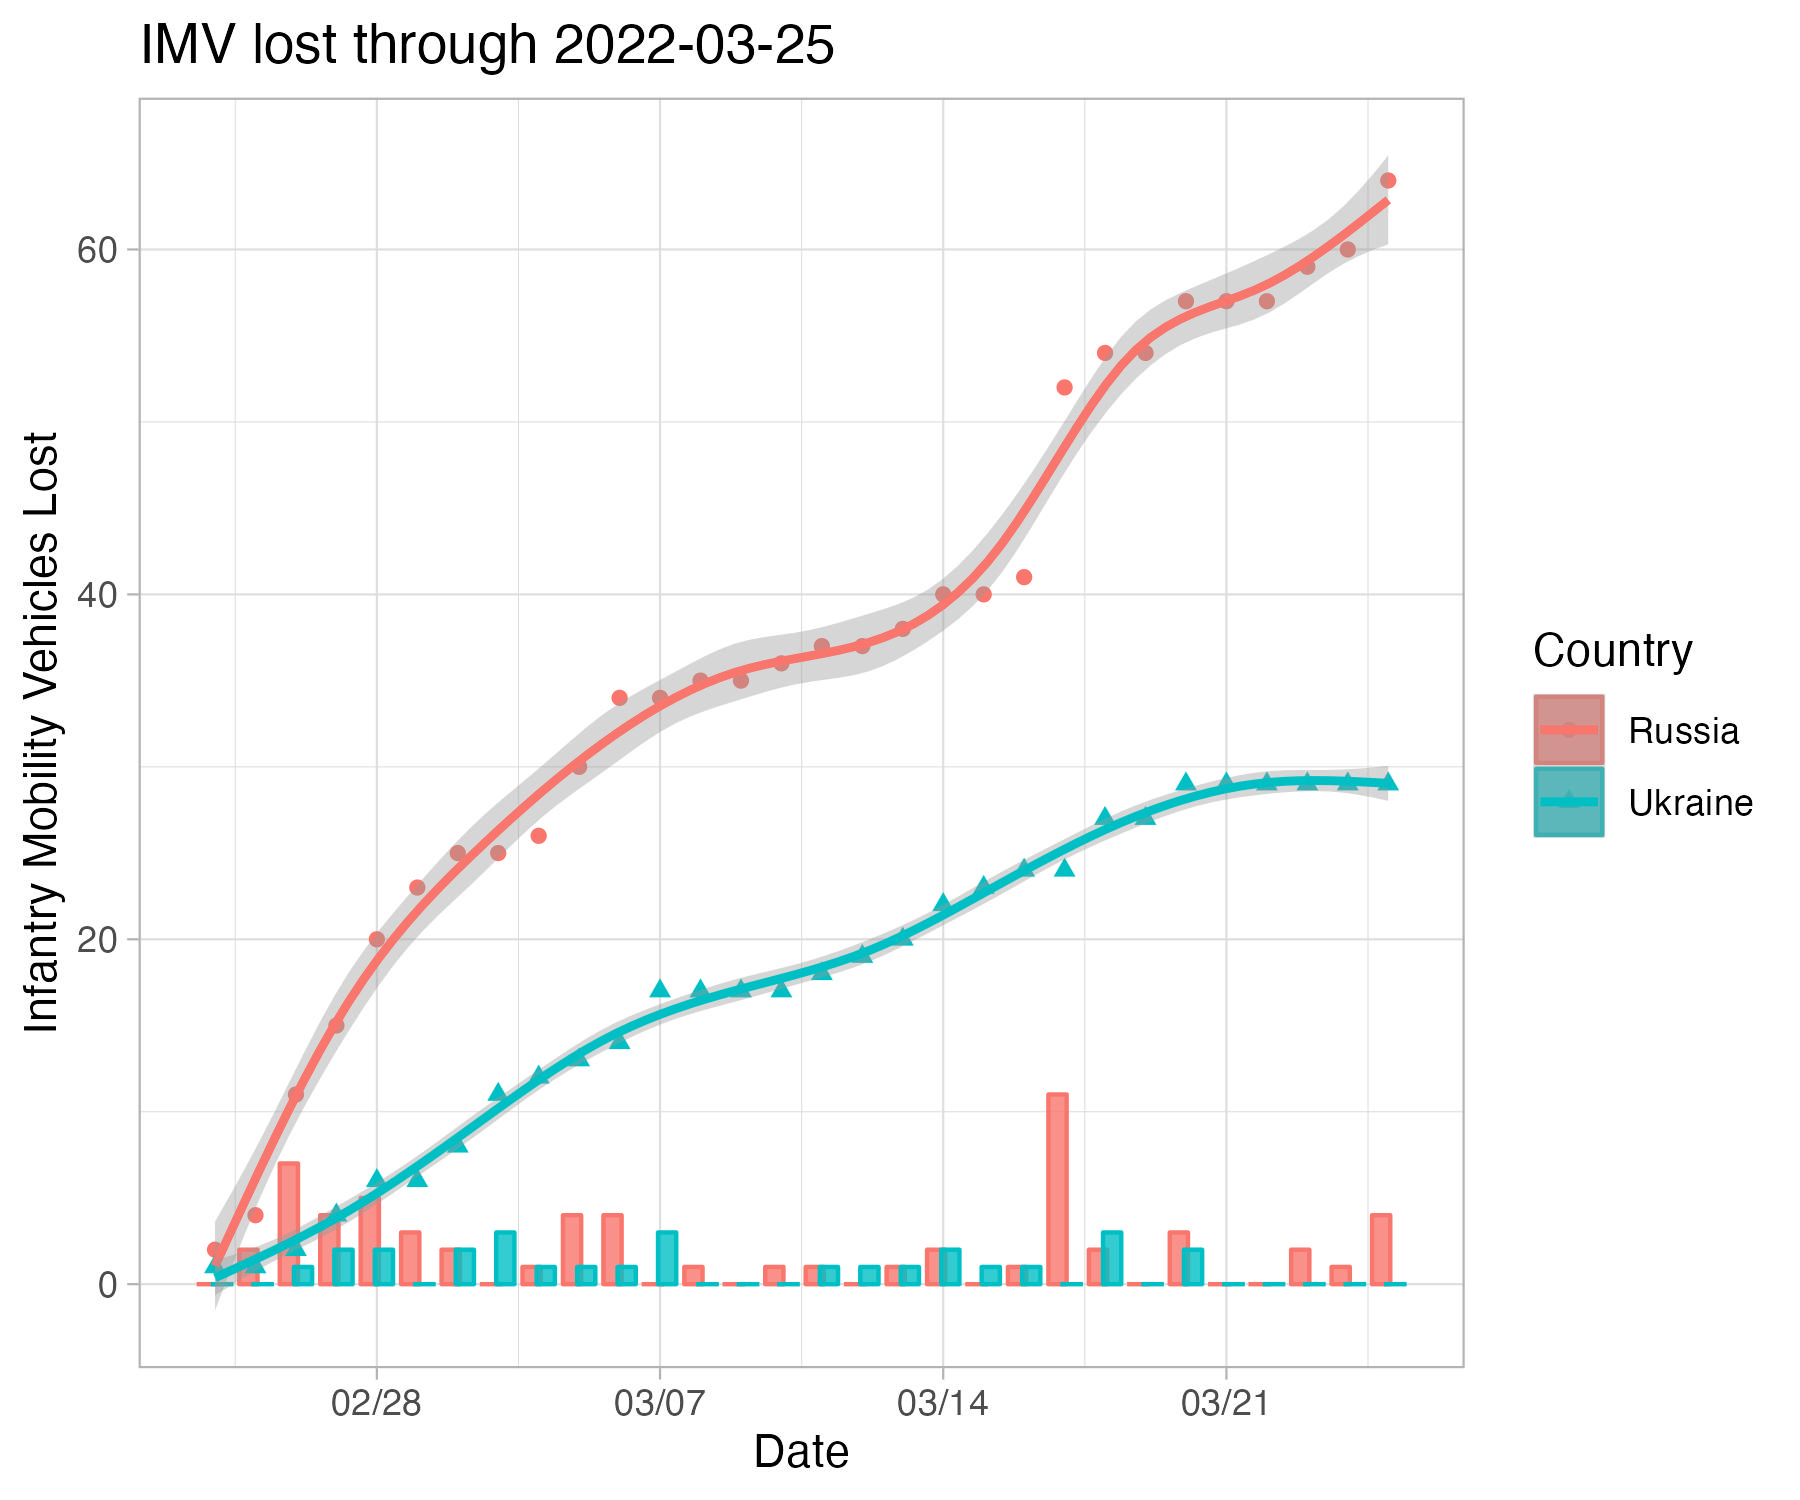 IMV lost through 2022-03-25
Infantry Mobility Vehicles Lost
60
40
20
0
02/28
03/07
03/14
03/21
Date
Country
Russia
Ukraine